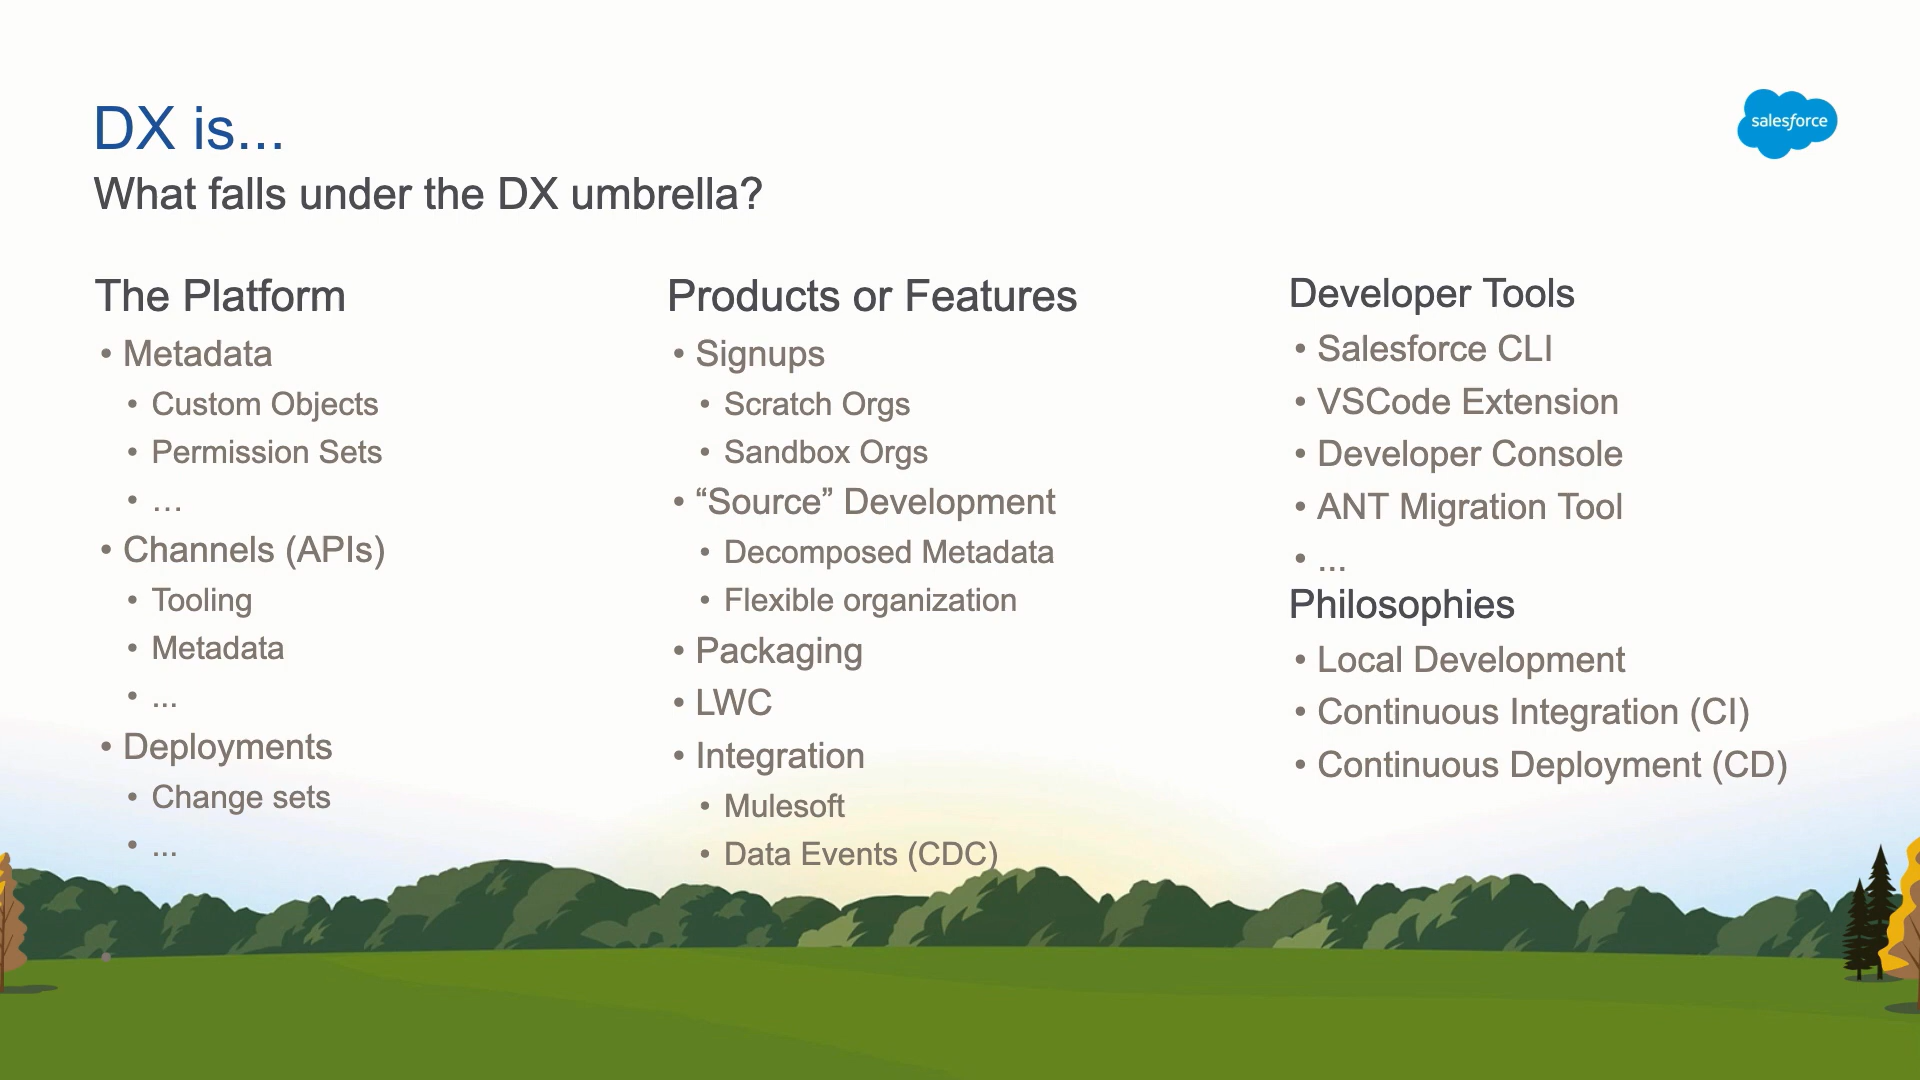 DX is...
What falls under the DX umbrella?
salesforce
The Platform
• Metadata
• Custom Objects
• Permission Sets
• ...
• Channels (APIs)
• Tooling
• Metadata
• ...
• Deployments
• Change sets
• ...
Products or Features
• Signups
• Scratch Orgs
• Sandbox Orgs
• “Source” Development
• Decomposed Metadata
• Flexible organization
• Packaging
• LWC
• Integration
• Mulesoft
• Data Events (CDC)
Developer Tools
• Salesforce CLI
• VSCode Extension
• Developer Console
• ANT Migration Tool
• ...
Philosophies
• Local Development
• Continuous Integration (CI)
• Continuous Deployment (CD)